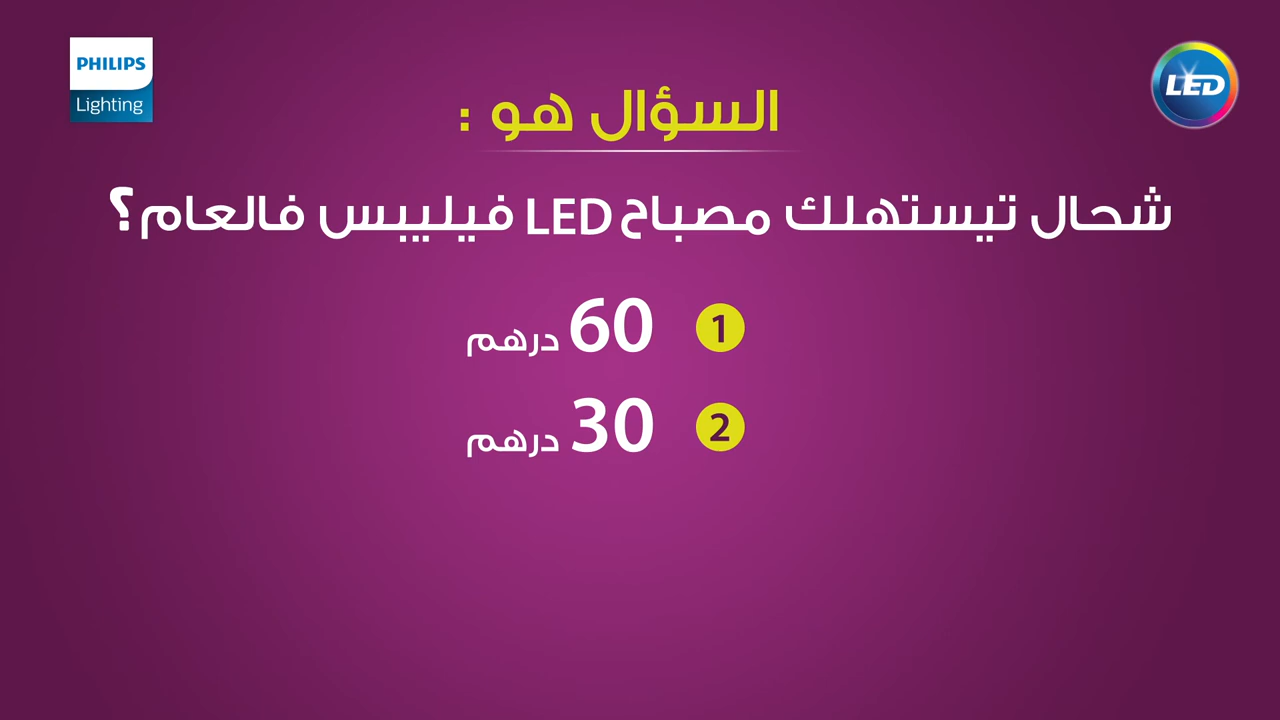 PHILIPS
Lighting
LED
السؤال هو :
شحال تيستهلك مصباح LED فيليبس فالعام؟
1 60 درهم
2 30 درهم